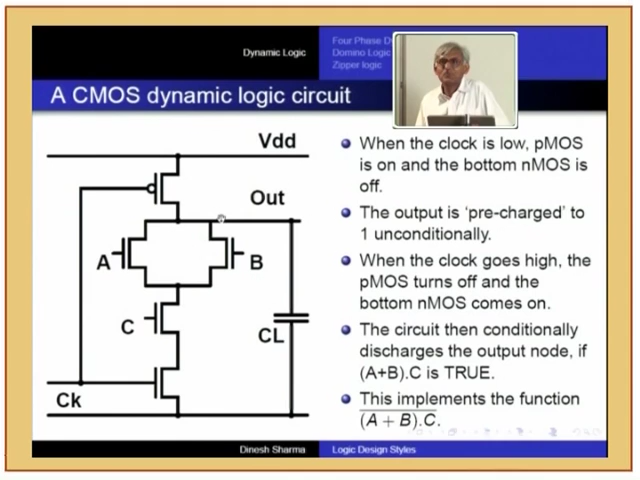 Dynamic Logic
Four Phase Dy
Domino Logic
Zipper logic
A CMOS dynamic logic circuit
Vdd
Out
A
B
C
CL
Ck
When the clock is low, pMOS
is on and the bottom nMOS is
off.
The output is ‘pre-charged’ to
1 unconditionally.
When the clock goes high, the
pMOS turns off and the
bottom nMOS comes on.
The circuit then conditionally
discharges the output node, if
(A+B).C is TRUE.
This implements the function
(A + B).C.
Dinesh Sharma
Logic Design Styles